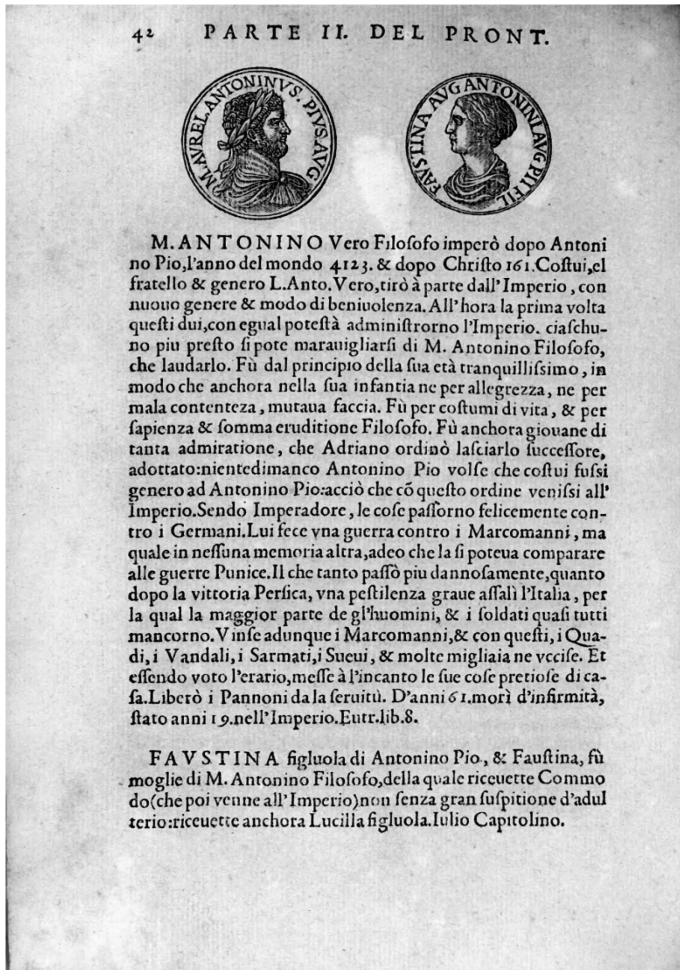 42 PARTE II. DEL PRONT.
M. AVREL. ANTONINVS. PIVS. AVG
FAVSTINA AVG ANTONINI. AVG PII FIL
M. ANTONINO Vero Filoſofo imperò dopo Antoni
no Pio, l'anno del mondo 4123. & dopo Chriſto 161. Coſtui, el
fratello & genero L. Anto. Vero, tirò à parte dall'Imperio, con
nuouo genere & modo di beniuolenza. All'hora la prima volta
queſti dui, con egual poteſtà adminiſtrorno l'Imperio. ciaſchu-
no piu preſto ſi pote marauigliarſi di M. Antonino Filoſofo,
che laudarlo. Fù dal principio della ſua età tranquilliſſimo, in
modo che anchora nella ſua infantia ne per allegrezza, ne per
mala contenteza, mutaua faccia. Fù per coſtumi di vita, & per
ſapienza & ſomma eruditione Filoſofo. Fù anchora giouane di
tanta admiratione, che Adriano ordinò laſciarlo ſucceſſore,
adottato: nientedimanco Antonino Pio volſe che coſtui fuſſi
genero ad Antonino Pio: acciò che cõ queſto ordine veniſſi all'
Imperio. Sendo Imperadore, le coſe paſſorno felicemente con-
tro i Germani. Lui fece vna guerra contro i Marcomanni, ma
quale in neſſuna memoria altra, adeo che la ſi poteua comparare
alle guerre Punice. Il che tanto paſſò piu dannoſamente, quanto
dopo la vittoria Perſica, vna peſtilenza graue aſſalì l'Italia, per
la qual la maggior parte de gl'huomini, & i ſoldati quaſi tutti
mancorno. Vinſe adunque i Marcomanni, & con queſti, i Qua-
di, i Vandali, i Sarmati, i Sueui, & molte migliaia ne vcciſe. Et
eſſendo voto l'erario, meſſe à l'incanto le ſue coſe pretioſe di ca-
ſa. Liberò i Pannoni da la ſeruitù. D'anni 61. morì d'infirmità,
ſtato anni 19. nell'Imperio. Eutr. lib. 8.
FAVSTINA figluola di Antonino Pio, & Fauſtina, fù
moglie di M. Antonino Filoſofo, della quale riceuette Commo
do (che poi venne all'Imperio) non ſenza gran ſuſpitione d'adul
terio: riceuette anchora Lucilla figluola. Iulio Capitolino.